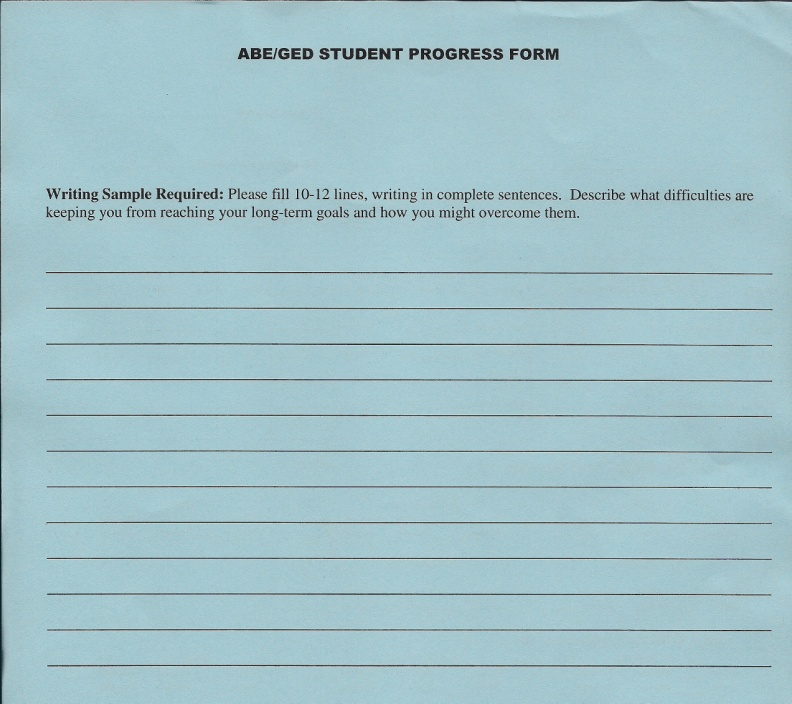 ABE/GED STUDENT PROGRESS FORM
Writing Sample Required: Please fill 10-12 lines, writing in complete sentences.  Describe what difficulties are
keeping you from reaching your long-term goals and how you might overcome them.